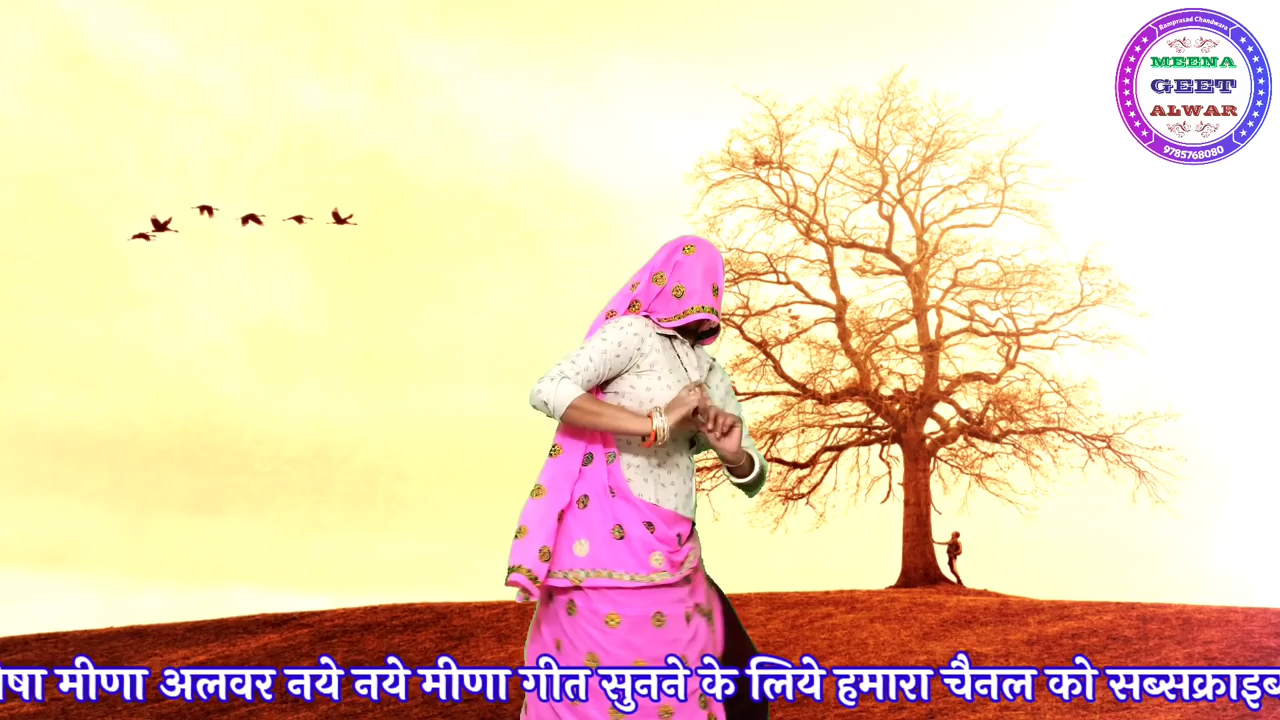 Ramprasad Chandwara
MEENA
GEET
ALWAR
9785768080
मीणा अलवर नये नये मीणा गीत सुनने के लिये हमारा चैनल को सब्सक्राइब